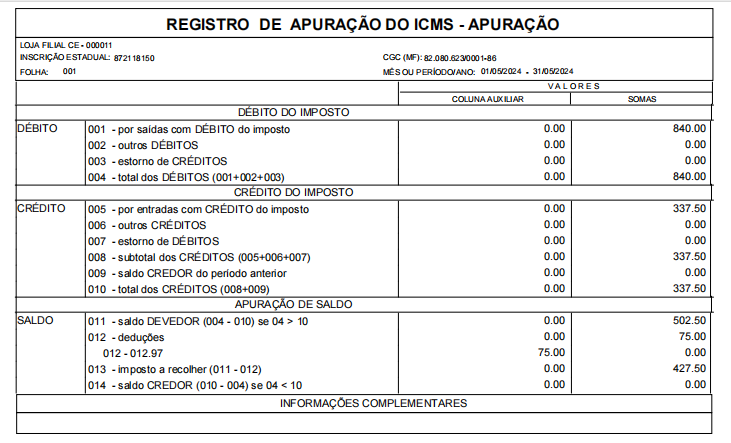 REGISTRO DE APURAÇÃO DO ICMS - APURAÇÃO
LOJA FILIAL CE - 000011
INSCRIÇÃO ESTADUAL: 872118150 CGC (MF): 82.080.623/0001-86
FOLHA: 001 MÊS OU PERÍODO/ANO: 01/05/2024 - 31/05/2024
VALORES
COLUNA AUXILIAR SOMAS
DÉBITO DO IMPOSTO
DÉBITO 001 - por saídas com DÉBITO do imposto 0.00 840.00
002 - outros DÉBITOS 0.00 0.00
003 - estorno de CRÉDITOS 0.00 0.00
004 - total dos DÉBITOS (001+002+003) 0.00 840.00
CRÉDITO DO IMPOSTO
CRÉDITO 005 - por entradas com CRÉDITO do imposto 0.00 337.50
006 - outros CRÉDITOS 0.00 0.00
007 - estorno de DÉBITOS 0.00 0.00
008 - subtotal dos CRÉDITOS (005+006+007) 0.00 337.50
009 - saldo CREDOR do período anterior 0.00 0.00
010 - total dos CRÉDITOS (008+009) 0.00 337.50
APURAÇÃO DE SALDO
SALDO 011 - saldo DEVEDOR (004 - 010) se 04 > 10 0.00 502.50
012 - deduções 0.00 75.00
012 - 012.97 75.00 0.00
013 - imposto a recolher (011 - 012) 0.00 427.50
014 - saldo CREDOR (010 - 004) se 04 < 10 0.00 0.00
INFORMAÇÕES COMPLEMENTARES